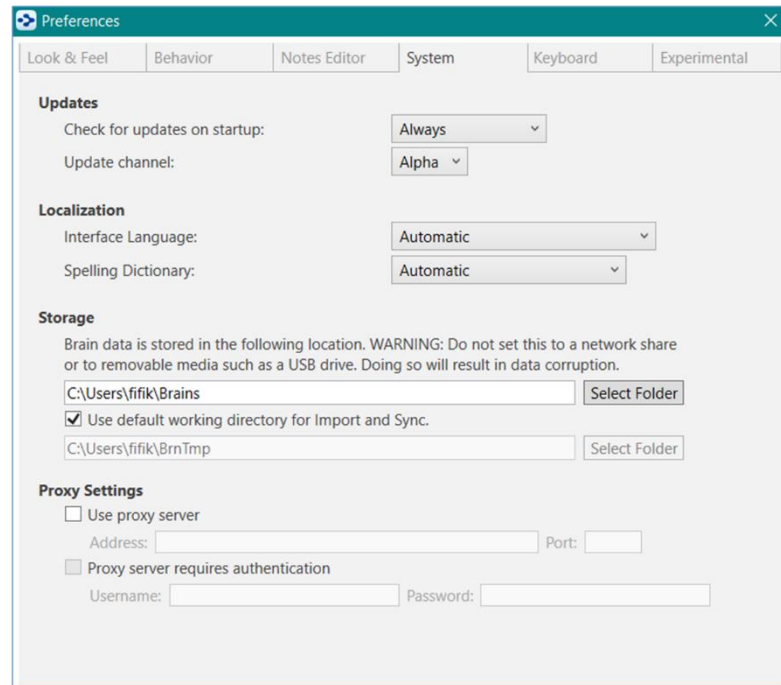 Preferences
Look & Feel Behavior Notes Editor System Keyboard Experimental
Updates
Check for updates on startup: Always
Update channel: Alpha
Localization
Interface Language: Automatic
Spelling Dictionary: Automatic
Storage
Brain data is stored in the following location. WARNING: Do not set this to a network share
or to removable media such as a USB drive. Doing so will result in data corruption.
C:\Users\fifik\Brains Select Folder
Use default working directory for Import and Sync.
C:\Users\fifik\BrnTmp Select Folder
Proxy Settings
Use proxy server
Address: Port:
Proxy server requires authentication
Username: Password: